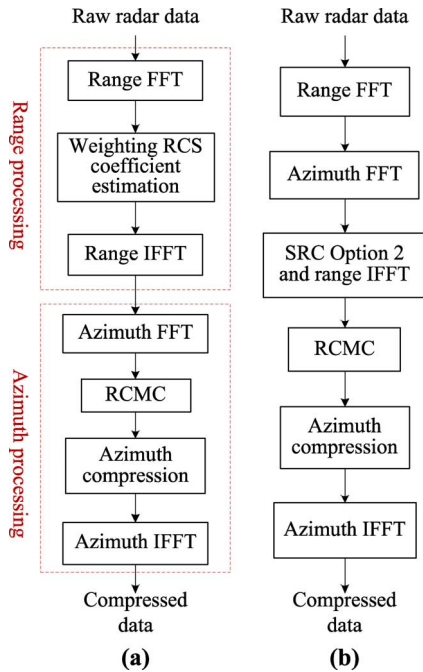 Raw radar data
Range processing
Range FFT
Weighting RCS
coefficient
estimation
Range IFFT
Azimuth processing
Azimuth FFT
RCMC
Azimuth
compression
Azimuth IFFT
Compressed
data
(a)
Raw radar data
Range FFT
Azimuth FFT
SRC Option 2
and range IFFT
RCMC
Azimuth
compression
Azimuth IFFT
Compressed
data
(b)